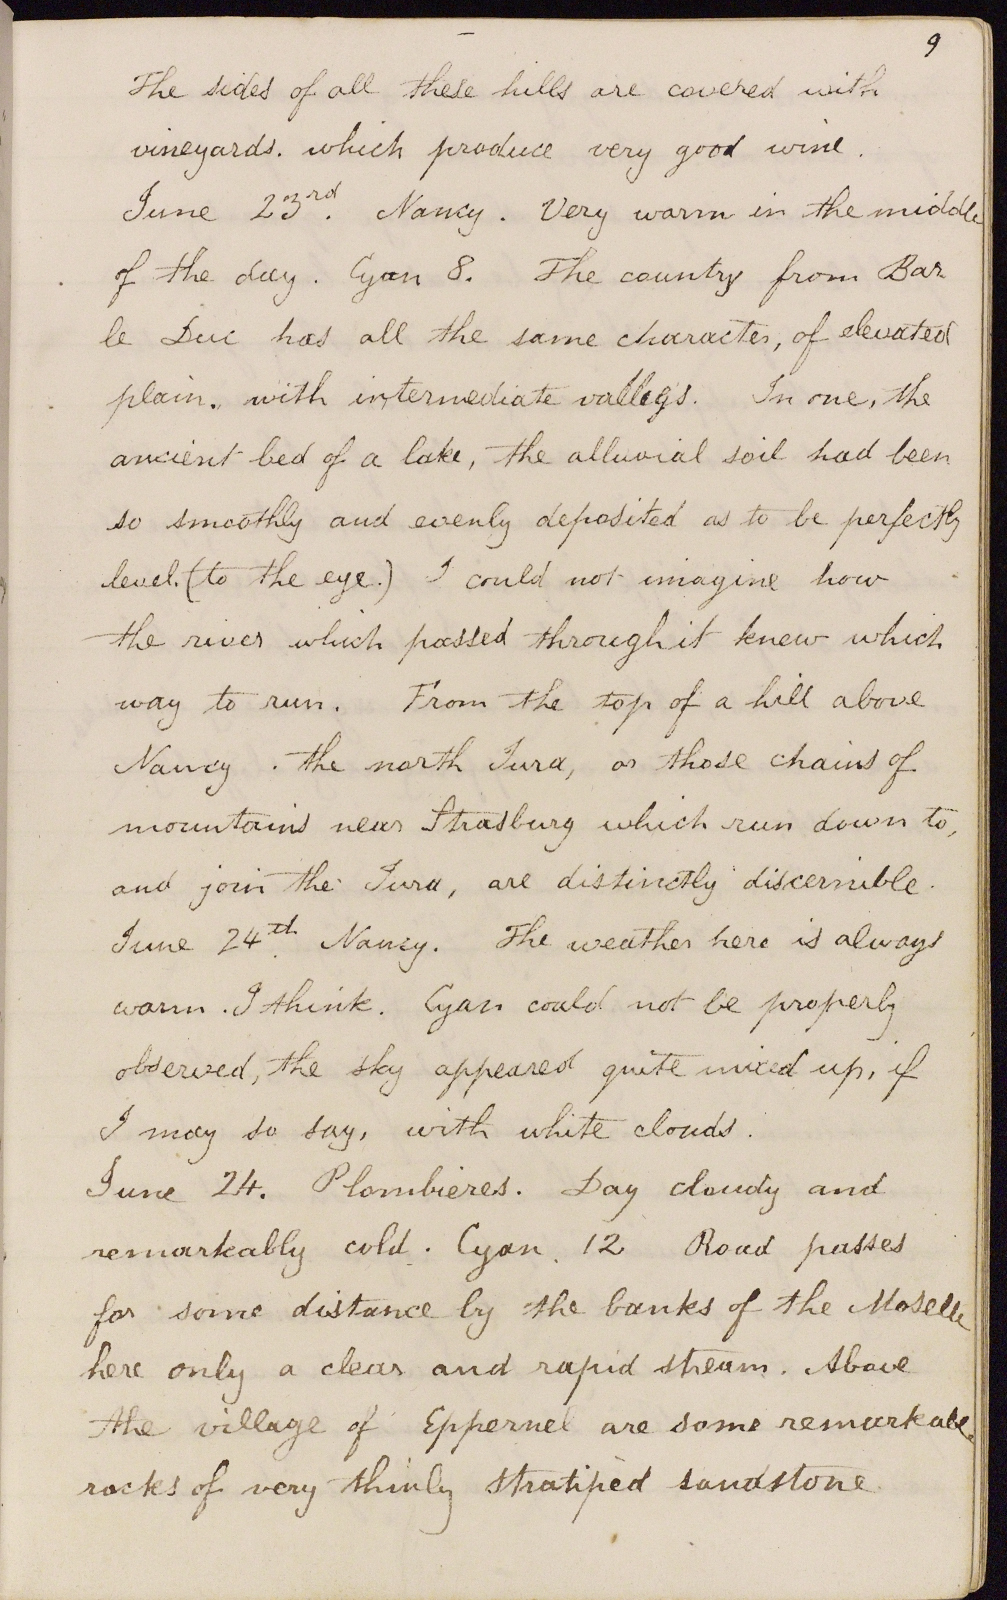 9
The sides of all these hills are covered with
vineyards. which produce very good wine.
June 23rd. Nancy. Very warm in the middle
of the day. Cyan 8. The country from Bar
le Duc has all the same character, of elevated
plain. with intermediate valleys. In one, the
ancient bed of a lake, the alluvial soil had been
so smoothly and evenly deposited as to be perfectly
level. (to the eye.) I could not imagine how
the river which passed through it knew which
way to run. From the top of a hill above
Nancy. the north Jura, or those chains of
mountains near Strasburg which run down to,
and join the Jura, are distinctly discernible.
June 24th Nancy. The weather here is always
warm. I think. Cyan could not be properly
observed, the sky appeared quite mixed up, if
I may so say, with white clouds.
June 24. Plombieres. Day cloudy and
remarkably cold. Cyan. 12 Road passes
for some distance by the banks of the Moselle
here only a clear and rapid stream. Above
the village of Eppernel are some remarkable
rocks of very thinly stratified sandstone